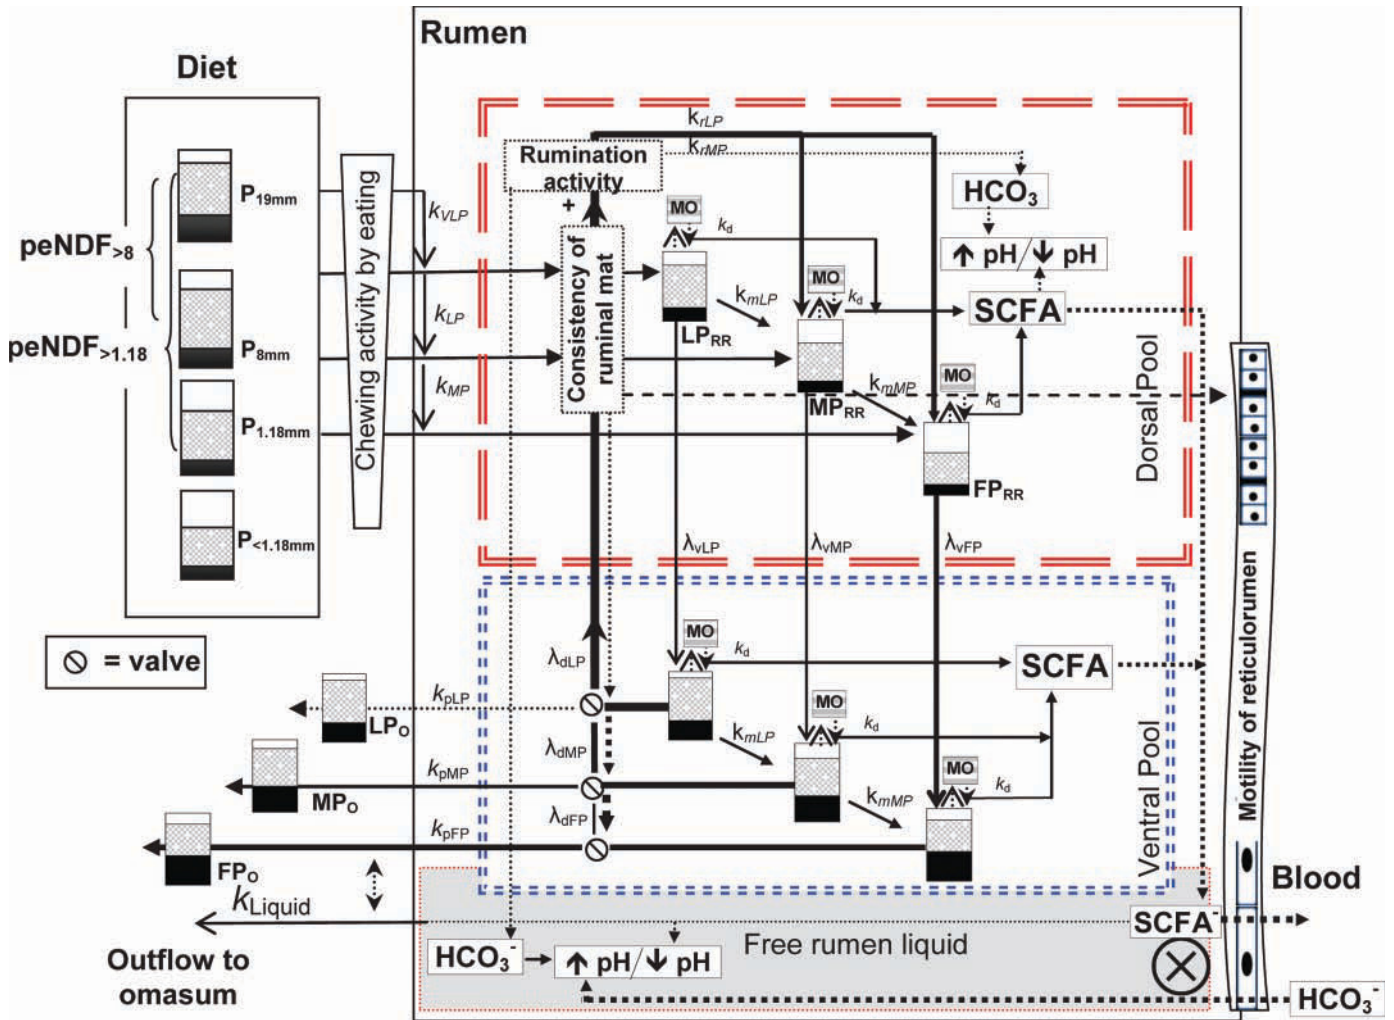 Rumen
Diet
P19mm
peNDF>8
P8mm
peNDF>1.18
P1.18mm
P<1.18mm
Chewing activity by eating
kVLP
kLP
kMP
krLP
krMP
Rumination
activity
+
Consistency of
ruminal mat
MO
kd
LPRR
kmLP
MO
kd
MPRR
kmMP
MO
kd
FPRR
HCO3
↑ pH/↓ pH
SCFA
Dorsal Pool
λvLP
λvMP
λvFP
⊘ = valve
λdLP
λdMP
λdFP
MO
kd
SCFA
kmLP
MO
kd
kmMP
MO
kd
Ventral Pool
kpLP
LPO
kpMP
MPO
kpFP
FPO
kLiquid
Outflow to
omasum
Motility of reticulorumen
Blood
SCFA-
Free rumen liquid
HCO3-
↑ pH/↓ pH
HCO3-